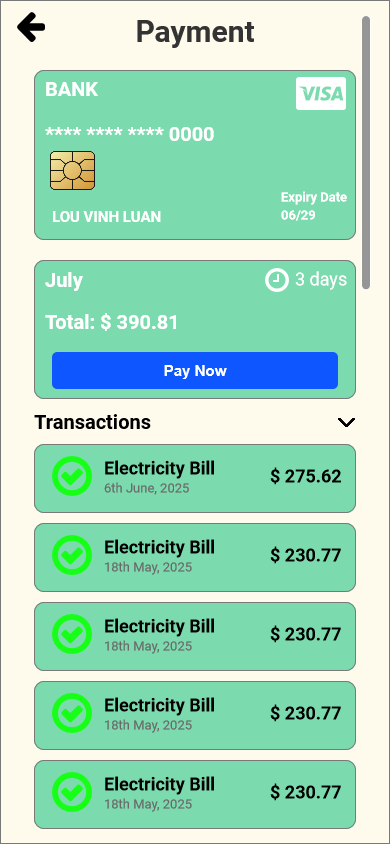 Payment
BANK
VISA
**** **** **** 0000
Expiry Date
06/29
LOU VINH LUAN
July
3 days
Total: $ 390.81
Pay Now
Transactions
Electricity Bill
6th June, 2025
$ 275.62
Electricity Bill
18th May, 2025
$ 230.77
Electricity Bill
18th May, 2025
$ 230.77
Electricity Bill
18th May, 2025
$ 230.77
Electricity Bill
18th May, 2025
$ 230.77